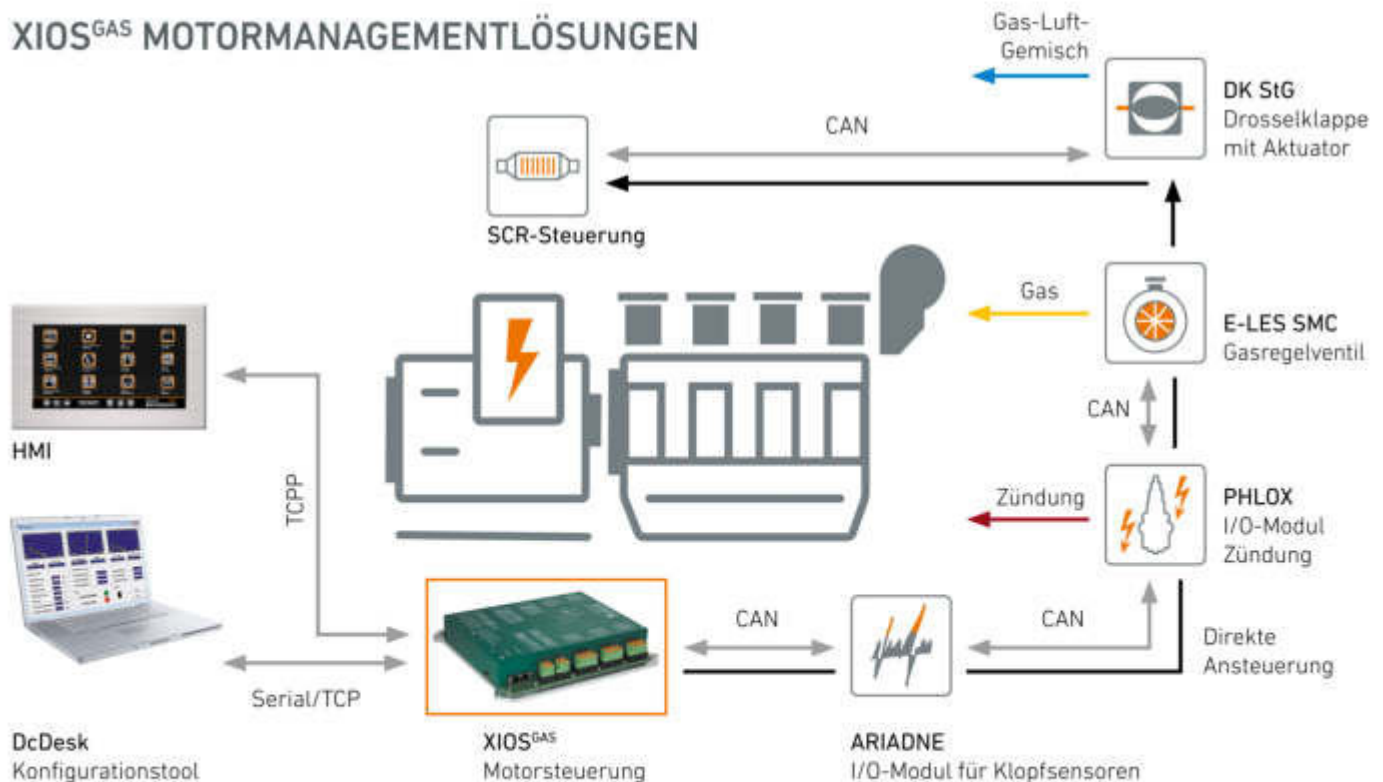 XIOSGAS MOTORMANAGEMENTLÖSUNGEN
Gas-Luft-
Gemisch
DK StG
Drosselklappe
mit Aktuator
CAN
SCR-Steuerung
Gas
E-LES SMC
Gasregelventil
CAN
HMI
TCPP
Zündung
PHLOX
I/O-Modul
Zündung
CAN
CAN
Direkte
Ansteuerung
Serial/TCP
DcDesk
Konfigurationstool
XIOSGAS
Motorsteuerung
ARIADNE
I/O-Modul für Klopfsensoren